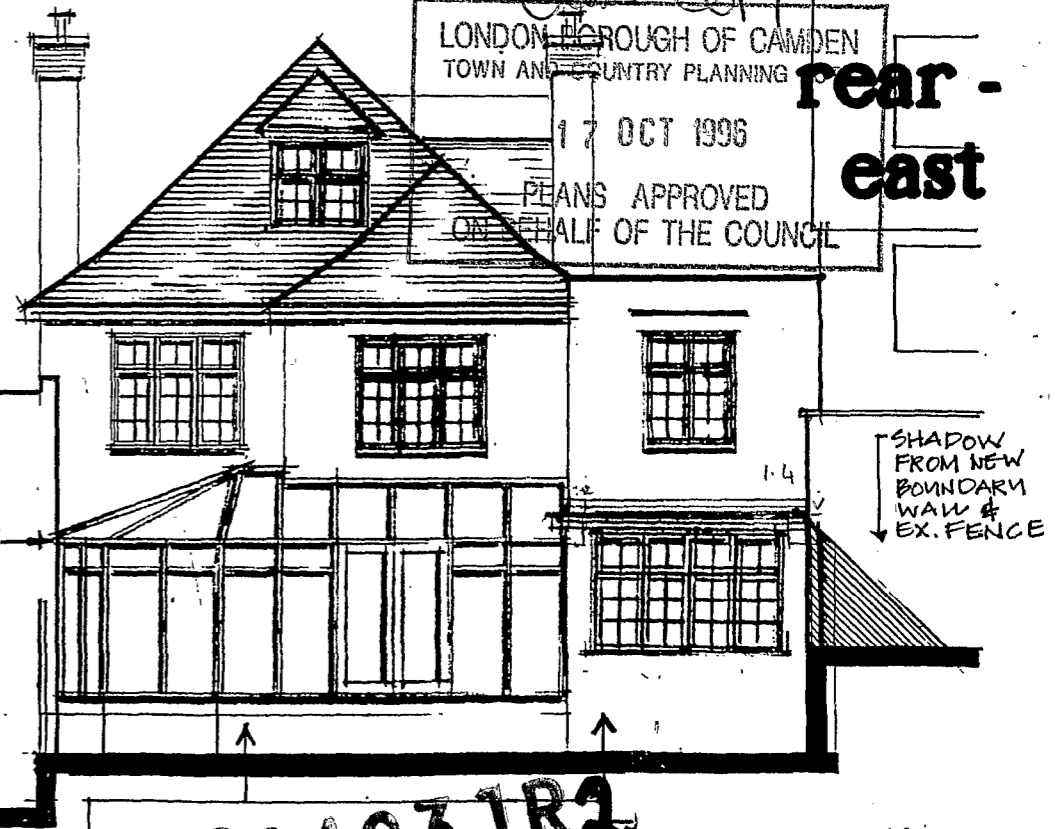 LONDON BOROUGH OF CAMDEN
TOWN AND COUNTRY PLANNING
17 OCT 1996
PLANS APPROVED
ON BEHALF OF THE COUNCIL
rear -
east
1.4
SHADOW
FROM NEW
BOUNDARY
WALL &
EX. FENCE
1R2